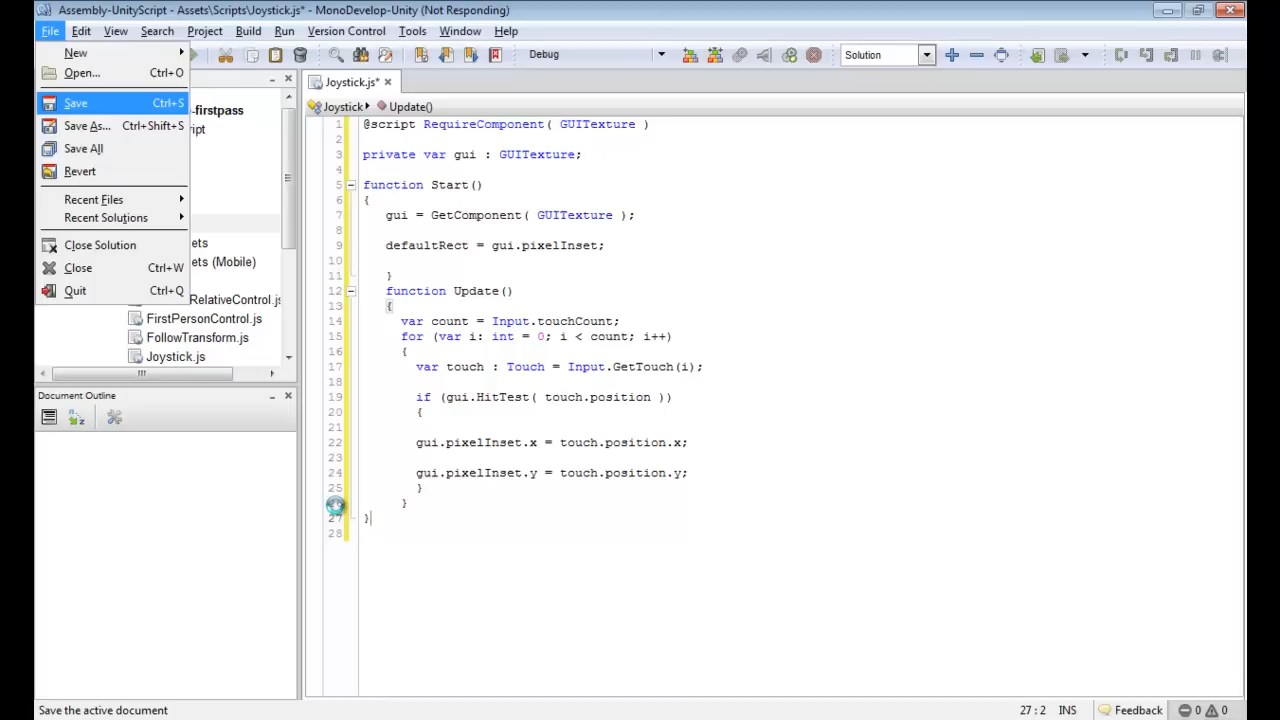 Assembly-UnityScript - Assets\Scripts\Joystick.js* - MonoDevelop-Unity (Not Responding)
File Edit View Search Project Build Run Version Control Tools Window Help
Debug
Solution
New
Open... Ctrl+O
Save Ctrl+S
Save As... Ctrl+Shift+S
Save All
Revert
Recent Files
Recent Solutions
Close Solution
Close Ctrl+W
Quit Ctrl+Q
-firstpass
ript
ets
ets (Mobile)
RelativeControl.js
FirstPersonControl.js
FollowTransform.js
Joystick.js
Document Outline
Joystick.js*
Joystick Update()
1 @script RequireComponent( GUITexture )
2
3 private var gui : GUITexture;
4
5 function Start()
6 {
7 gui = GetComponent( GUITexture );
8
9 defaultRect = gui.pixelInset;
10
11 }
12 function Update()
13 {
14 var count = Input.touchCount;
15 for (var i: int = 0; i < count; i++)
16 {
17 var touch : Touch = Input.GetTouch(i);
18
19 if (gui.HitTest( touch.position ))
20 {
21
22 gui.pixelInset.x = touch.position.x;
23
24 gui.pixelInset.y = touch.position.y;
25 }
}
27 }
28
Save the active document
27 : 2 INS Feedback 0 0